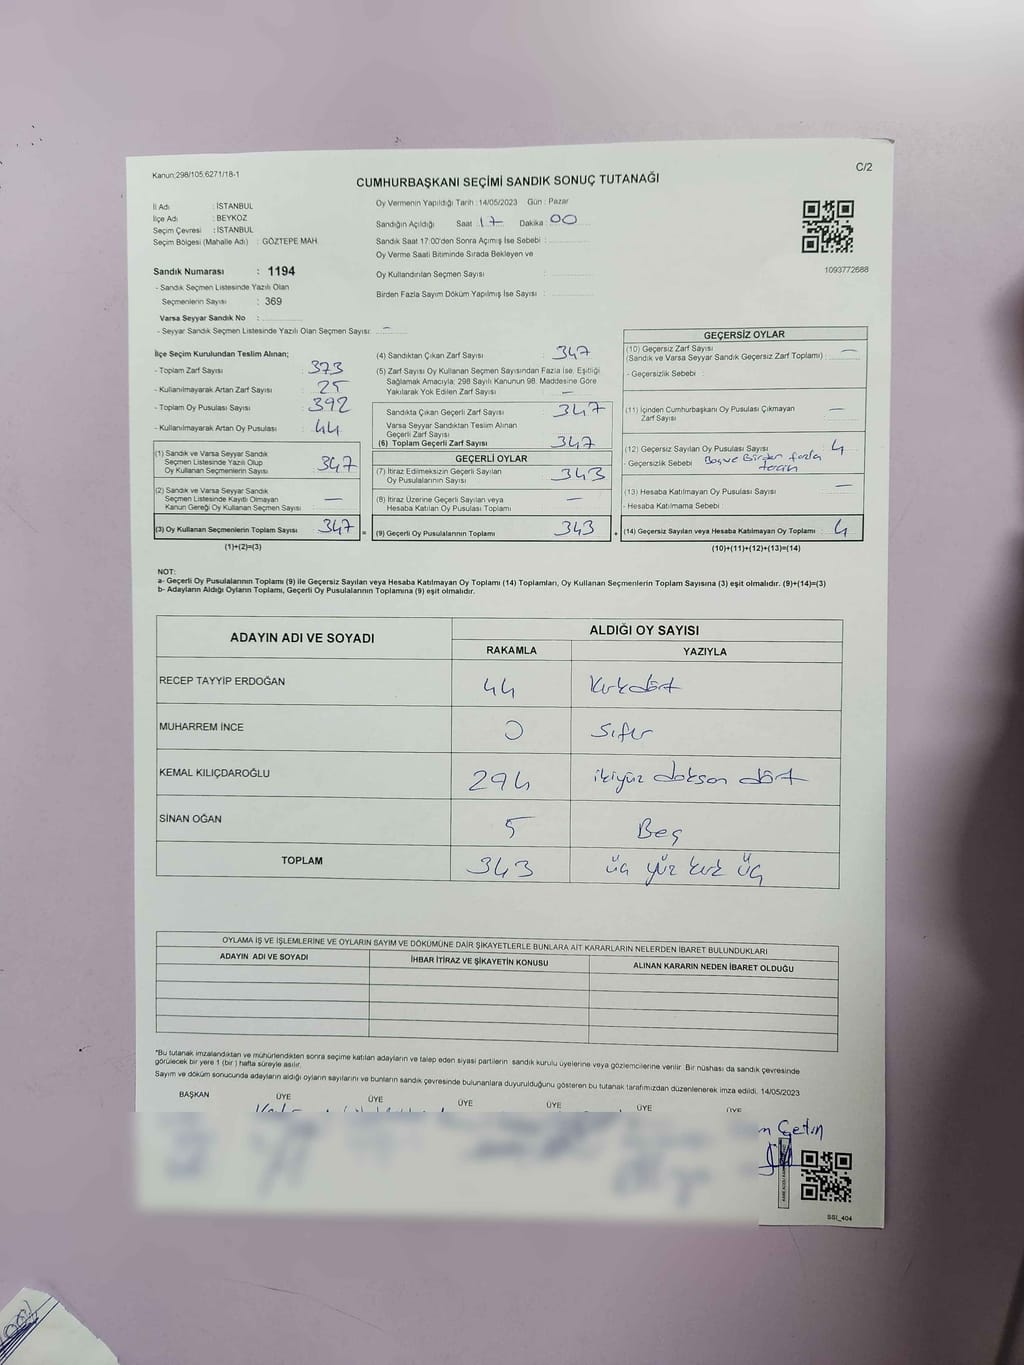 Kanun;298/105;6271/18-1
C/2
CUMHURBAŞKANI SEÇİMİ SANDIK SONUÇ TUTANAĞI
İl Adı : İSTANBUL
İlçe Adı : BEYKOZ
Seçim Çevresi : İSTANBUL
Seçim Bölgesi (Mahalle Adı) : GÖZTEPE MAH.
Oy Vermenin Yapıldığı Tarih : 14/05/2023 Gün : Pazar
Sandığın Açıldığı Saat 17 Dakika 00
Sandık Saat 17:00'den Sonra Açımış İse Sebebi :
Oy Verme Saati Bitiminde Sırada Bekleyen ve
Oy Kullandırılan Seçmen Sayısı :
Birden Fazla Sayım Döküm Yapılmış İse Sayısı :
1093772688
Sandık Numarası : 1194
- Sandık Seçmen Listesinde Yazılı Olan
Seçmenlerin Sayısı : 369
Varsa Seyyar Sandık No :
- Seyyar Sandık Seçmen Listesinde Yazılı Olan Seçmen Sayısı: –
İlçe Seçim Kurulundan Teslim Alınan;
- Toplam Zarf Sayısı : 373
- Kullanılmayarak Artan Zarf Sayısı : 25
- Toplam Oy Pusulası Sayısı : 392
- Kullanılmayarak Artan Oy Pusulası : 44
(1) Sandık ve Varsa Seyyar Sandık
Seçmen Listesinde Yazılı Olup
Oy Kullanan Seçmenlerin Sayısı : 347
(2) Sandık ve Varsa Seyyar Sandık
Seçmen Listesinde Kayıtlı Olmayan
Kanun Gereği Oy Kullanan Seçmen Sayısı : —
(3) Oy Kullanan Seçmenlerin Toplam Sayısı : 347 =
(1)+(2)=(3)
(4) Sandıktan Çıkan Zarf Sayısı : 347
(5) Zarf Sayısı Oy Kullanan Seçmen Sayısından Fazla İse, Eşitliği
Sağlamak Amacıyla; 298 Sayılı Kanunun 98. Maddesine Göre
Yakılarak Yok Edilen Zarf Sayısı : —
Sandıkta Çıkan Geçerli Zarf Sayısı : 347
Varsa Seyyar Sandıktan Teslim Alınan
Geçerli Zarf Sayısı :
(6) Toplam Geçerli Zarf Sayısı : 347
GEÇERLİ OYLAR
(7) İtiraz Edilmeksizin Geçerli Sayılan
Oy Pusulalarının Sayısı : 343
(8) İtiraz Üzerine Geçerli Sayılan veya
Hesaba Katılan Oy Pusulası Toplamı : —
(9) Geçerli Oy Pusulalarının Toplamı : 343 +
GEÇERSİZ OYLAR
(10) Geçersiz Zarf Sayısı
(Sandık ve Varsa Seyyar Sandık Geçersiz Zarf Toplamı) : —
- Geçersizlik Sebebi :
(11) İçinden Cumhurbaşkanı Oy Pusulası Çıkmayan
Zarf Sayısı : —
(12) Geçersiz Sayılan Oy Pusulası Sayısı : 4
- Geçersizlik Sebebi : Boş ve Birden fazla
(13) Hesaba Katılmayan Oy Pusulası Sayısı : —
- Hesaba Katılmama Sebebi :
(14) Geçersiz Sayılan veya Hesaba Katılmayan Oy Toplamı : 4
(10)+(11)+(12)+(13)=(14)
NOT:
a- Geçerli Oy Pusulalarının Toplamı (9) ile Geçersiz Sayılan veya Hesaba Katılmayan Oy Toplamı (14) Toplamları, Oy Kullanan Seçmenlerin Toplam Sayısına (3) eşit olmalıdır. (9)+(14)=(3)
b- Adayların Aldığı Oyların Toplamı, Geçerli Oy Pusulalarının Toplamına (9) eşit olmalıdır.
ADAYIN ADI VE SOYADI ALDIĞI OY SAYISI
RAKAMLA YAZIYLA
RECEP TAYYİP ERDOĞAN 44 Kırkdört
MUHARREM İNCE 0 Sıfır
KEMAL KILIÇDAROĞLU 294 ikiyüz doksan dört
SİNAN OĞAN 5 Beş
TOPLAM 343 üç yüz kırk üç
OYLAMA İŞ VE İŞLEMLERİNE VE OYLARIN SAYIM VE DÖKÜMÜNE DAİR ŞİKAYETLERLE BUNLARA AİT KARARLARIN NELERDEN İBARET BULUNDUKLARI
ADAYIN ADI VE SOYADI İHBAR İTİRAZ VE ŞİKAYETİN KONUSU ALINAN KARARIN NEDEN İBARET OLDUĞU
*Bu tutanak imzalandıktan ve mühürlendikten sonra seçime katılan adayların ve talep eden siyasi partilerin sandık kurulu üyelerine veya gözlemcilerine verilir. Bir nüshası da sandık çevresinde
görülecek bir yere 1 (bir) hafta süreyle asılır.
Sayım ve döküm sonucunda adayların aldığı oyların sayılarını ve bunların sandık çevresinde bulunanlara duyurulduğunu gösteren bu tutanak tarafımızdan düzenlenerek imza edildi. 14/05/2023
BAŞKAN ÜYE ÜYE ÜYE ÜYE ÜYE ÜYE
Çetin
SSI_404